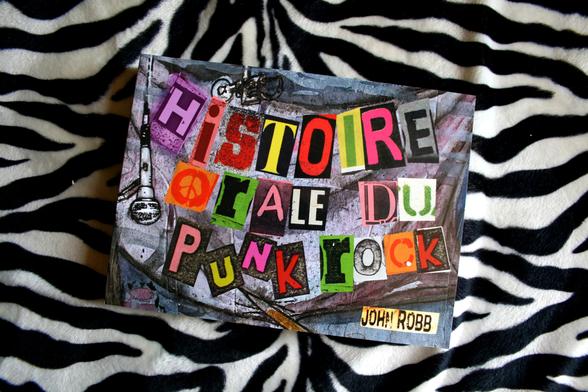 HiSTOIRE
OrALE DU
PUNK rOCK
JOHN ROBB